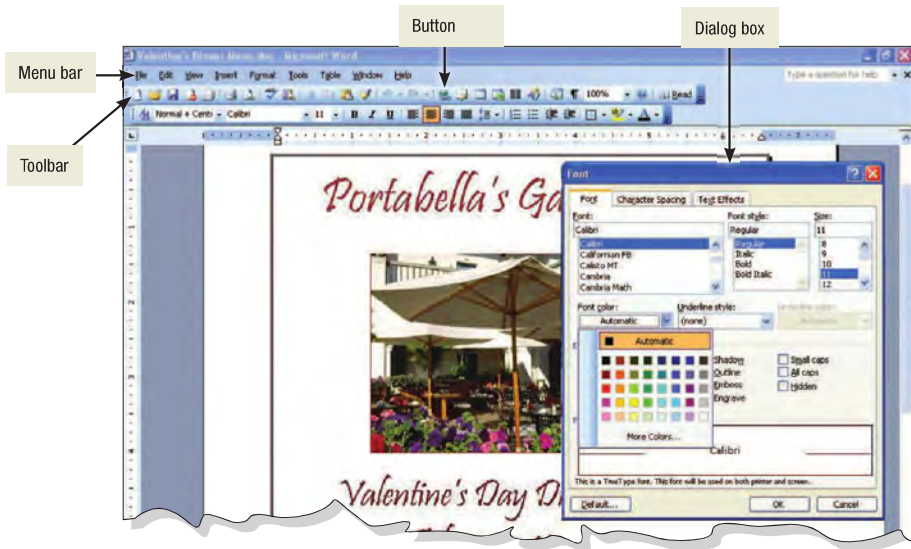 Button
Dialog box
Menu bar
Toolbar
Valentine's Dinner Menu.doc - Microsoft Word
File Edit View Insert Format Tools Table Window Help
Type a question for help
100%
Read
Normal + Centr
Calibri
11
B I U
Portabella's Ga
Valentine's Day D
Font
Font Character Spacing Text Effects
Font: Font style: Size:
Calibri Regular 11
Calibri Regular 8
Californian FB Italic 9
Calisto MT Bold 10
Cambria Bold Italic 11
Cambria Math 12
Font color: Underline style:
Automatic (none)
Automatic
Shadow Small caps
Outline All caps
Emboss Hidden
Engrave
More Colors...
Calibri
This is a TrueType font. This font will be used on both printer and screen.
Default... OK Cancel